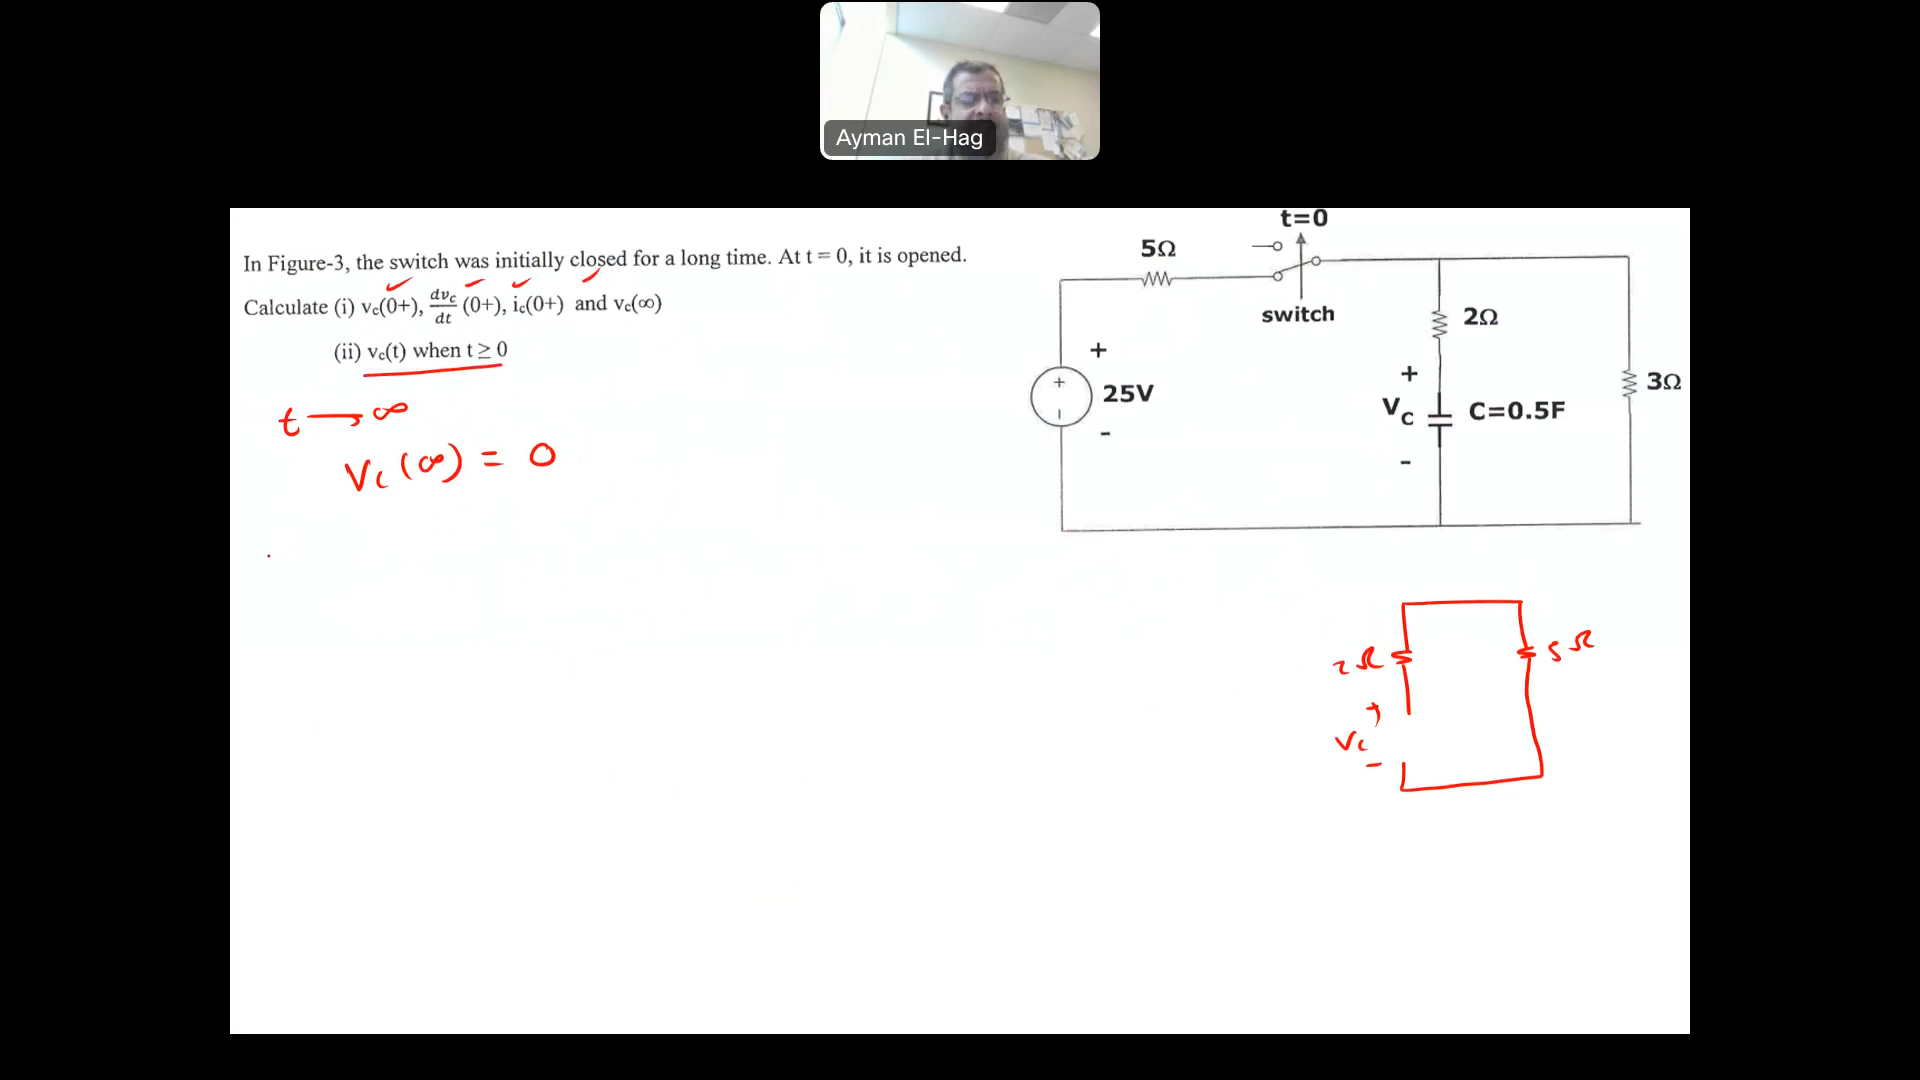 Ayman El-Hag
In Figure-3, the switch was initially closed for a long time. At t = 0, it is opened.
Calculate (i) vc(0+), dvc/dt (0+), ic(0+) and vc(∞)
(ii) vc(t) when t ≥ 0
t → ∞
Vc (∞) = 0
t=0
5Ω
switch
2Ω
+
+
+
3Ω
25V
Vc
C=0.5F
-
-
2Ω
5Ω
+
Vc
-